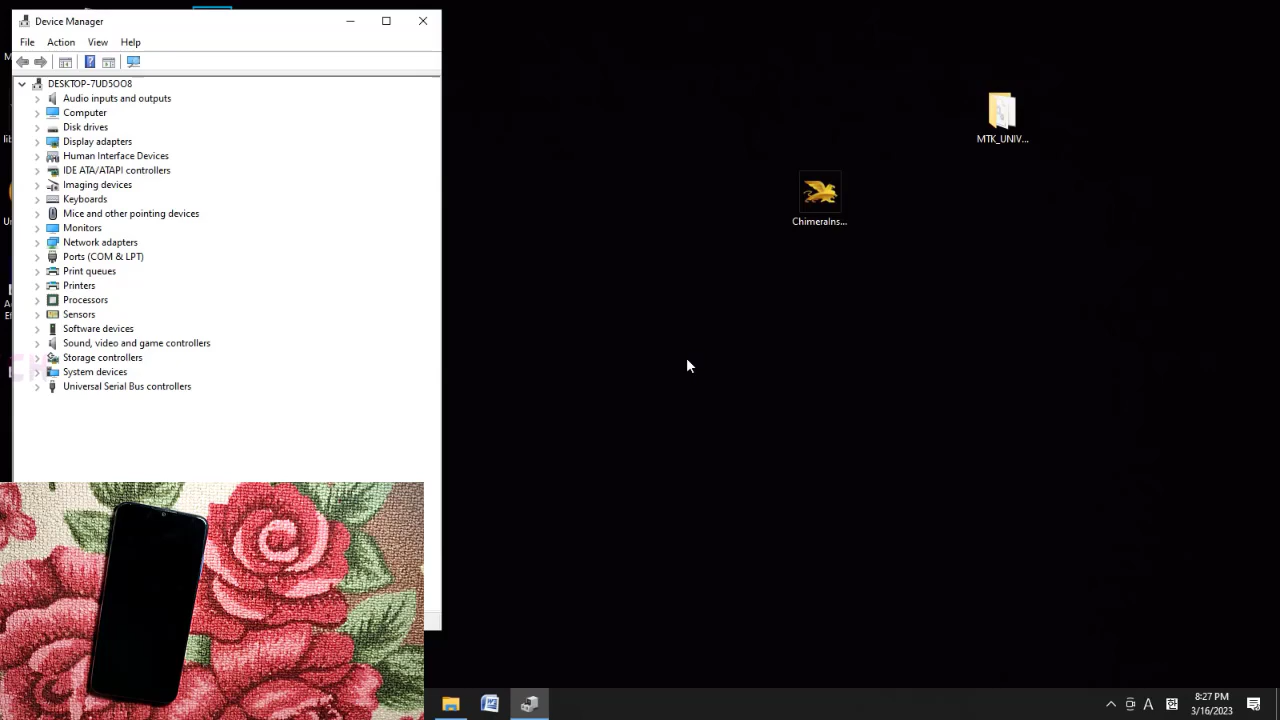 Device Manager
File Action View Help
DESKTOP-7UD5OO8
Audio inputs and outputs
Computer
Disk drives
Display adapters
Human Interface Devices
IDE ATA/ATAPI controllers
Imaging devices
Keyboards
Mice and other pointing devices
Monitors
Network adapters
Ports (COM & LPT)
Print queues
Printers
Processors
Sensors
Software devices
Sound, video and game controllers
Storage controllers
System devices
Universal Serial Bus controllers
MTK_UNIV...
ChimeraIns...
8:27 PM
3/16/2023